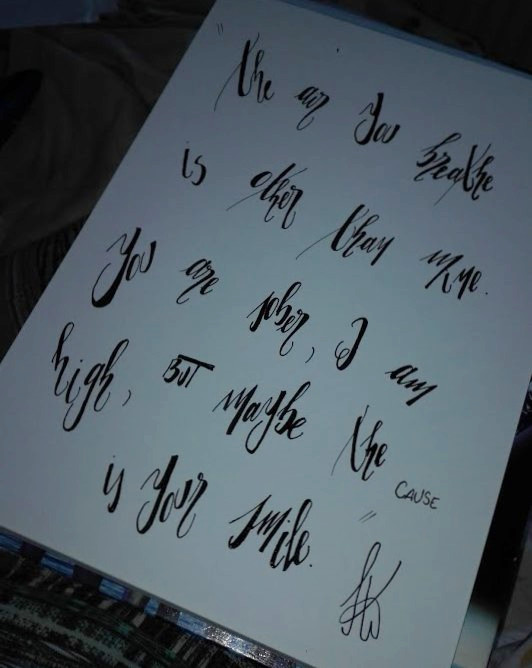 "the air you breathe
is other than mine.
You are sober, I am
high, BUT maybe the
CAUSE
is your smile."